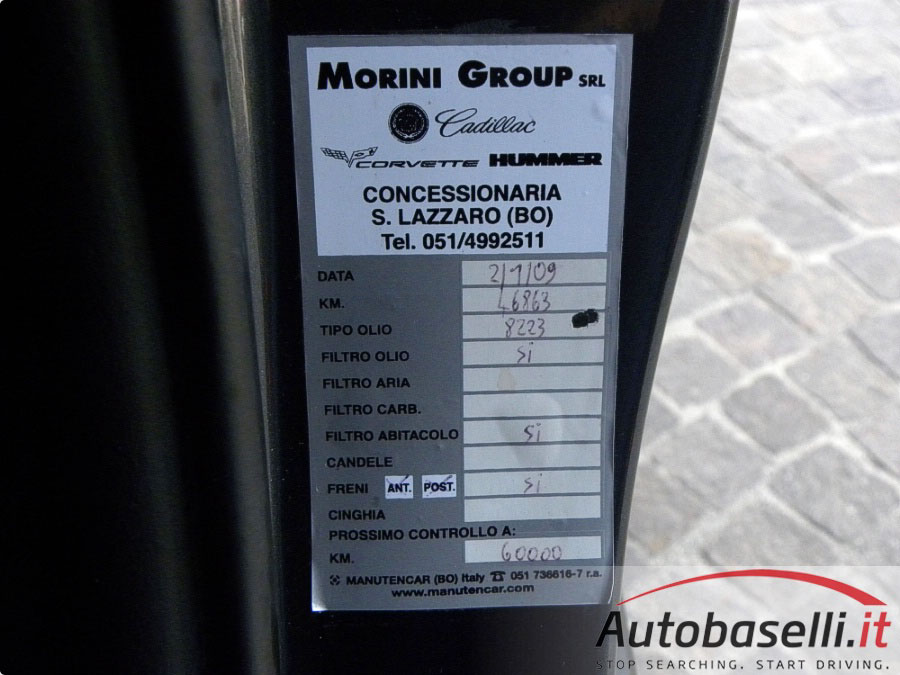 MORINI GROUP SRL
Cadillac
CORVETTE HUMMER
CONCESSIONARIA
S. LAZZARO (BO)
Tel. 051/4992511
DATA 2/1/09
KM. 46863
TIPO OLIO 8223
FILTRO OLIO Si
FILTRO ARIA
FILTRO CARB.
FILTRO ABITACOLO Si
CANDELE
FRENI ANT. POST. Si
CINGHIA
PROSSIMO CONTROLLO A:
KM. 60000
MANUTENCAR (BO) Italy ☎ 051 736616-7 r.a.
www.manutencar.com
Autobaselli.it
STOP SEARCHING. START DRIVING.